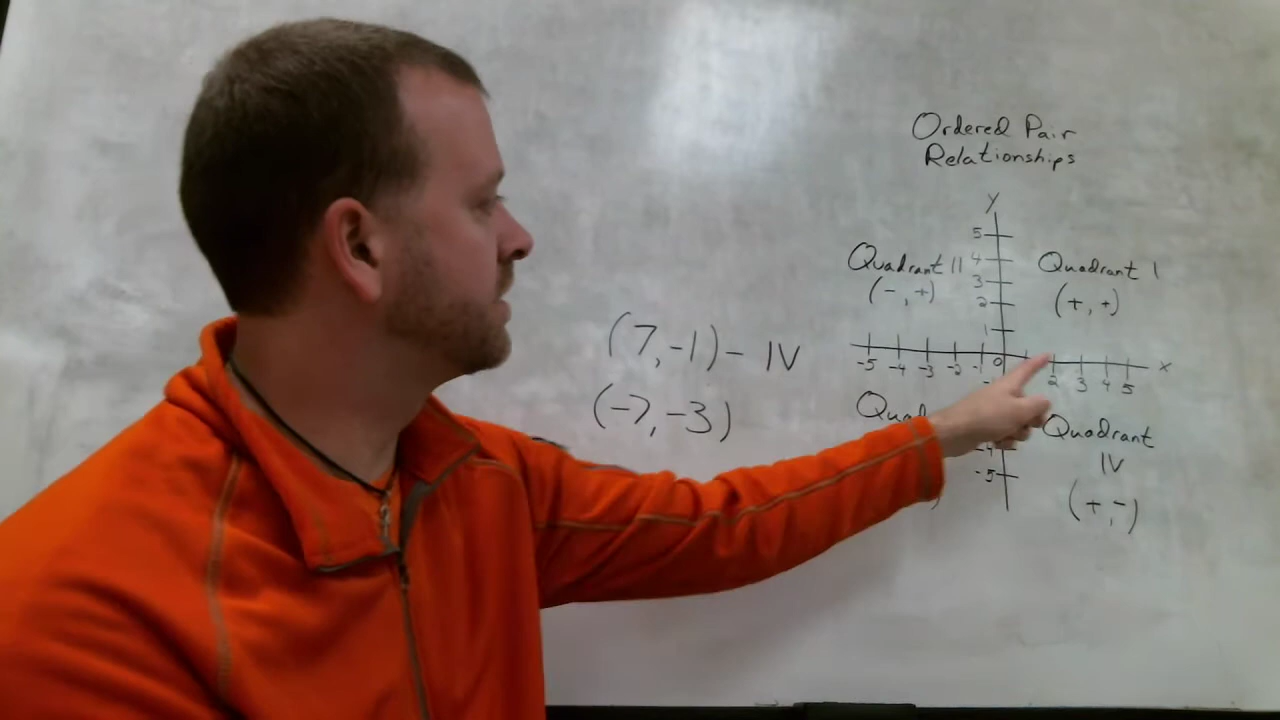 Ordered Pair
Relationships
y
5
Quadrant II
4
Quadrant I
(-,+)
3
(+,+)
2
1
(7,-1) - IV
-5 -4 -3 -2 -1 0 2 3 4 5 x
(-7,-3)
Quad
Quadrant
-4
IV
-5
(+,-)